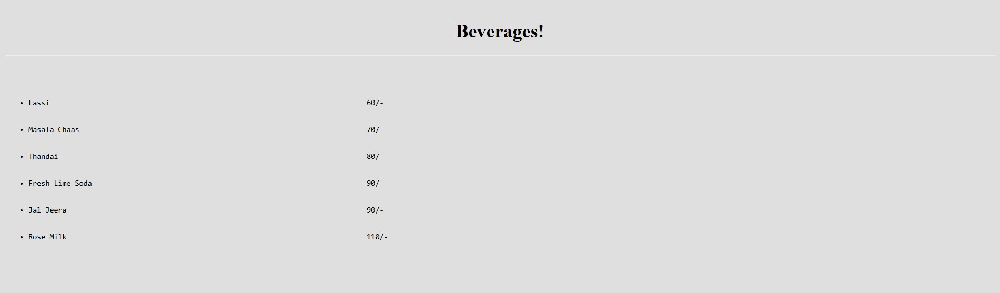 Beverages!
• Lassi 60/-
• Masala Chaas 70/-
• Thandai 80/-
• Fresh Lime Soda 90/-
• Jal Jeera 90/-
• Rose Milk 110/-